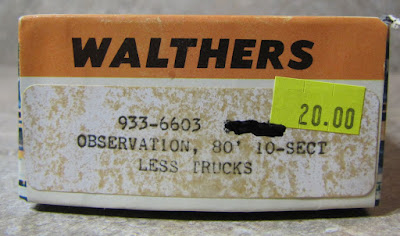 WALTHERS
20.00
933-6603
OBSERVATION, 80' 10-SECT
LESS TRUCKS